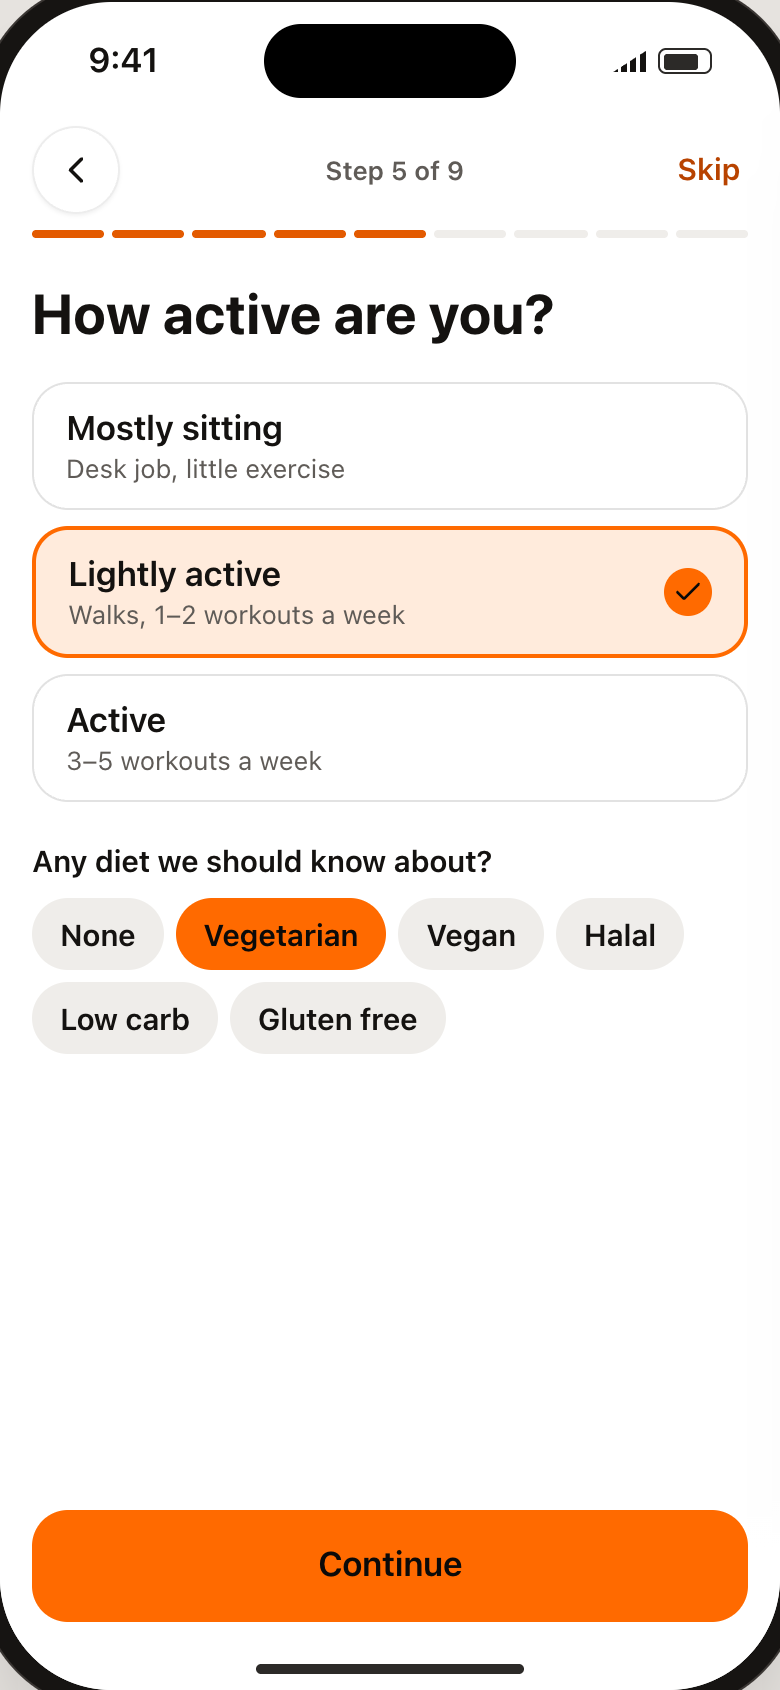 9:41
Step 5 of 9
Skip
How active are you?
Mostly sitting
Desk job, little exercise
Lightly active
Walks, 1–2 workouts a week
Active
3–5 workouts a week
Any diet we should know about?
None
Vegetarian
Vegan
Halal
Low carb
Gluten free
Continue